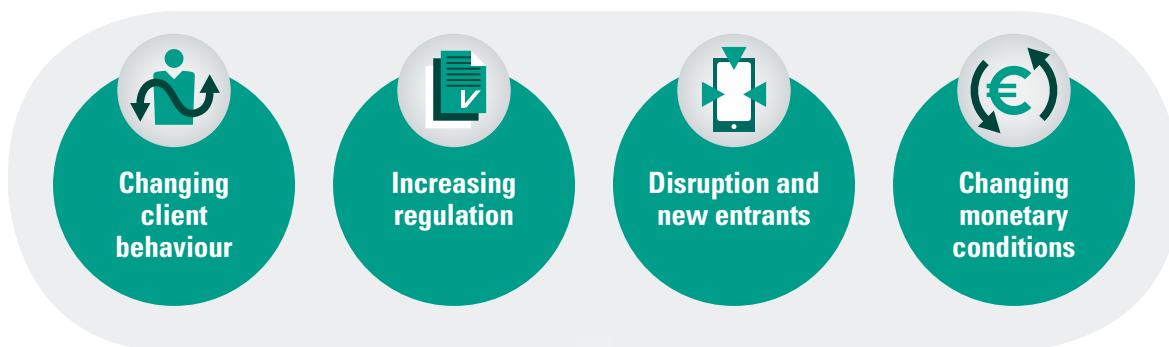 Changing
client
behaviour
Increasing
regulation
Disruption and
new entrants
€
Changing
monetary
conditions